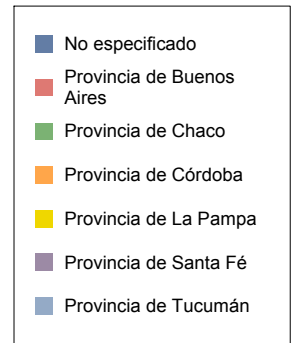 No especificado
Provincia de Buenos
Aires
Provincia de Chaco
Provincia de Córdoba
Provincia de La Pampa
Provincia de Santa Fé
Provincia de Tucumán